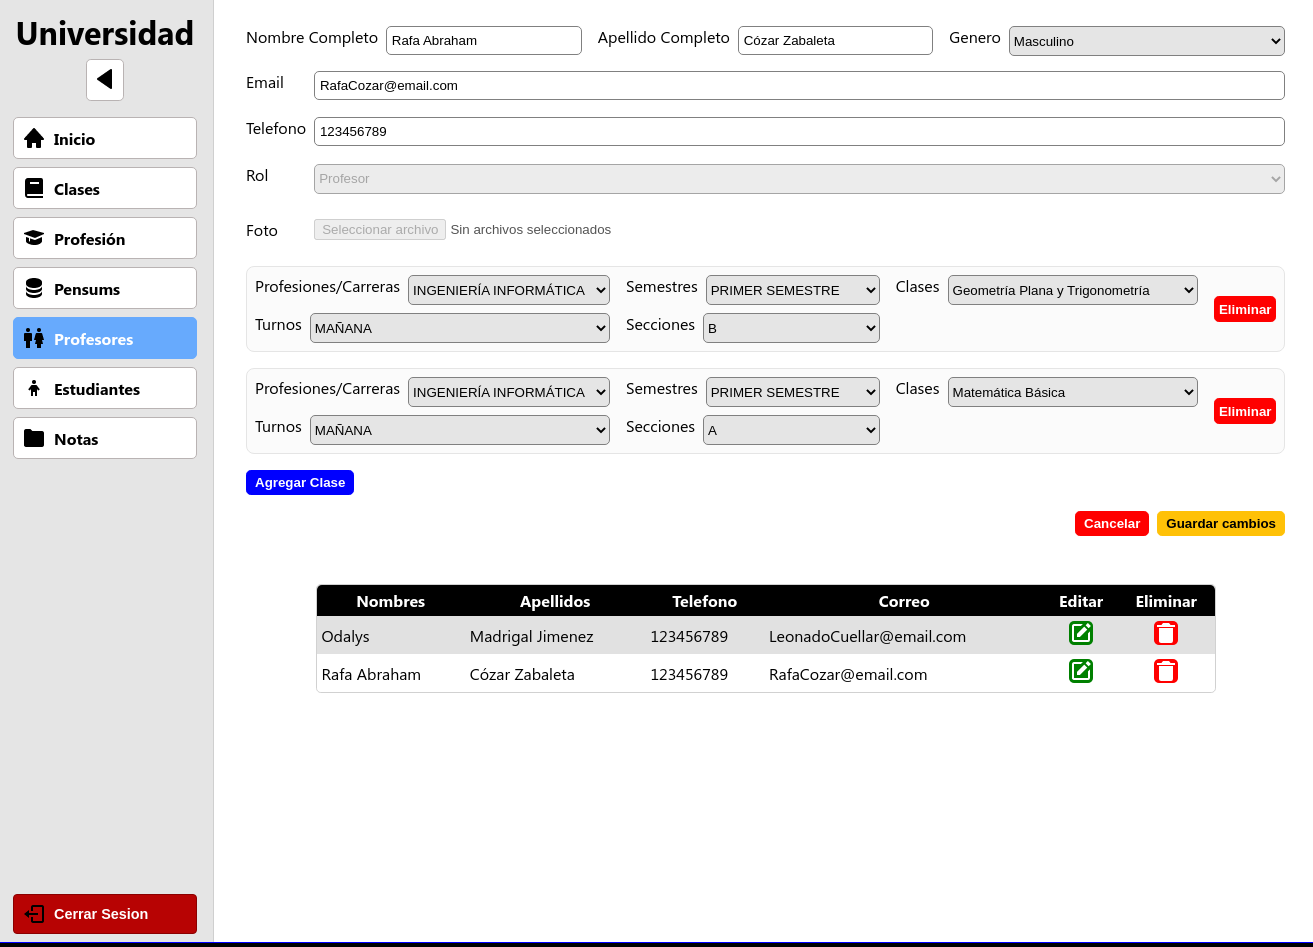 Universidad
Inicio
Clases
Profesión
Pensums
Profesores
Estudiantes
Notas
Cerrar Sesion
Nombre Completo Rafa Abraham Apellido Completo Cózar Zabaleta Genero Masculino
Email RafaCozar@email.com
Telefono 123456789
Rol Profesor
Foto Seleccionar archivo Sin archivos seleccionados
Profesiones/Carreras INGENIERÍA INFORMÁTICA Semestres PRIMER SEMESTRE Clases Geometría Plana y Trigonometría
Eliminar
Turnos MAÑANA Secciones B
Profesiones/Carreras INGENIERÍA INFORMÁTICA Semestres PRIMER SEMESTRE Clases Matemática Básica
Eliminar
Turnos MAÑANA Secciones A
Agregar Clase
Cancelar Guardar cambios
Nombres Apellidos Telefono Correo Editar Eliminar
Odalys Madrigal Jimenez 123456789 LeonadoCuellar@email.com
Rafa Abraham Cózar Zabaleta 123456789 RafaCozar@email.com